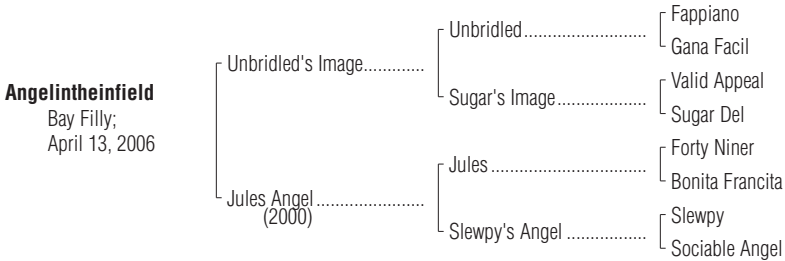 Angelintheinfield
Bay Filly;
April 13, 2006
Unbridled's Image.............
Jules Angel.......................
(2000)
Unbridled..........................
Sugar's Image...................
Jules..................................
Slewpy's Angel.................
Fappiano
Gana Facil
Valid Appeal
Sugar Del
Forty Niner
Bonita Francita
Slewpy
Sociable Angel